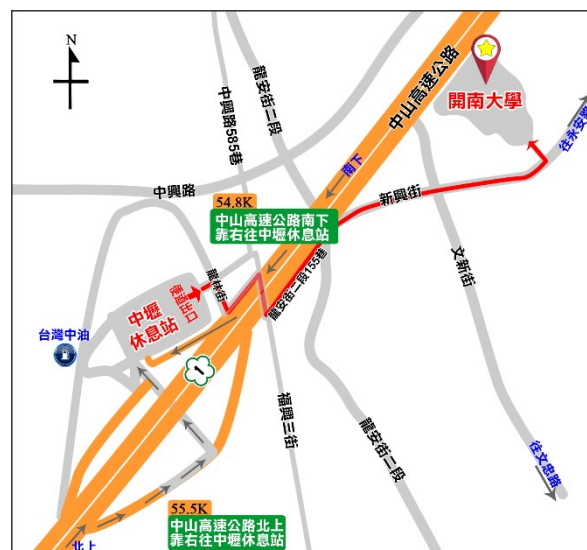 N
龍安街二段
中山高速公路
開南大學
往永安路
中興路585巷
南下
中興路
新興街
54.8K
中山高速公路南下
靠右往中壢休息站
龍祥街
龍安街二段155巷
文新街
便道出口
中壢
休息站
台灣中油
1
福興三街
龍安街二段
往文忠路
55.5K
中山高速公路北上
靠右往中壢休息站
北上